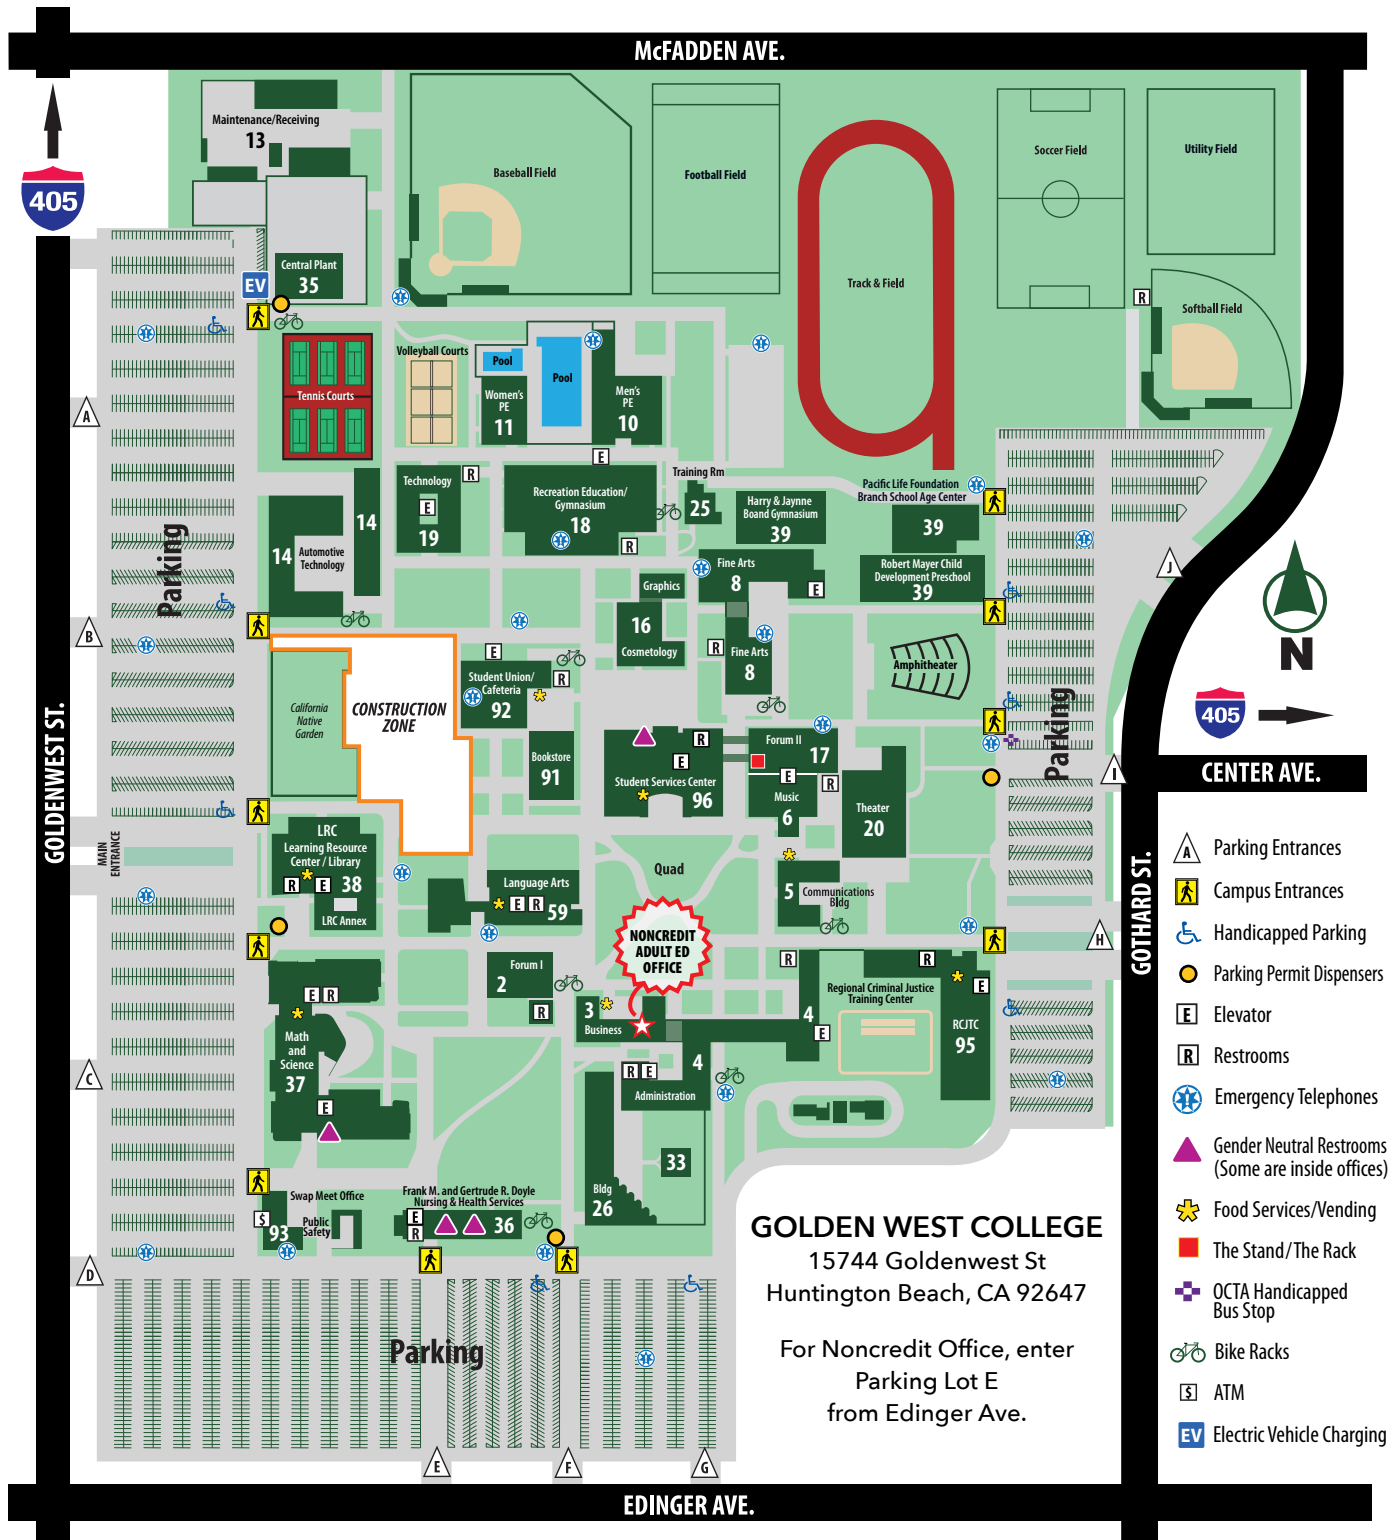 McFADDEN AVE.
405
GOLDENWEST ST.
Maintenance/Receiving
13
Central Plant
35
EV
Baseball Field
Football Field
Track & Field
Soccer Field
Utility Field
Softball Field
R
Tennis Courts
Volleyball Courts
Pool
Pool
Women's
PE
11
Men's
PE
10
E
A
Parking
Technology
E
19
R
Recreation Education/
Gymnasium
18
R
Training Rm
25
Harry & Jaynne
Board Gymnasium
39
Pacific Life Foundation
Branch School Age Center
39
Robert Mayer Child
Development Preschool
39
14
14
Automotive
Technology
Fine Arts
8
E
Graphics
16
Cosmetology
R
Fine Arts
8
Amphitheater
J
N
405
B
California
Native
Garden
CONSTRUCTION
ZONE
E
Student Union/
Cafeteria
92
R
Bookstore
91
R
E
Student Services Center
96
Forum II
17
E
R
Music
6
Theater
20
Parking
I
CENTER AVE.
MAIN
ENTRANCE
LRC
Learning Resource
Center / Library
R
E
38
LRC Annex
Language Arts
E
R
59
Quad
5
Communications
Bldg
NONCREDIT
ADULT ED
OFFICE
H
GOTHARD ST.
Forum I
2
R
3
Business
4
R
R
Regional Criminal Justice
Training Center
4
E
E
RCJTC
95
R
E
Administration
E
R
Math
and
Science
37
E
C
33
Bldg
26
Swap Meet Office
$
93
Public
Safety
Frank M. and Gertrude R. Doyle
Nursing & Health Services
E
R
36
D
Parking
E
F
G
EDINGER AVE.
GOLDEN WEST COLLEGE
15744 Goldenwest St
Huntington Beach, CA 92647
For Noncredit Office, enter
Parking Lot E
from Edinger Ave.
A Parking Entrances
Campus Entrances
Handicapped Parking
Parking Permit Dispensers
E Elevator
R Restrooms
Emergency Telephones
Gender Neutral Restrooms
(Some are inside offices)
Food Services/Vending
The Stand/The Rack
OCTA Handicapped
Bus Stop
Bike Racks
$ ATM
EV Electric Vehicle Charging